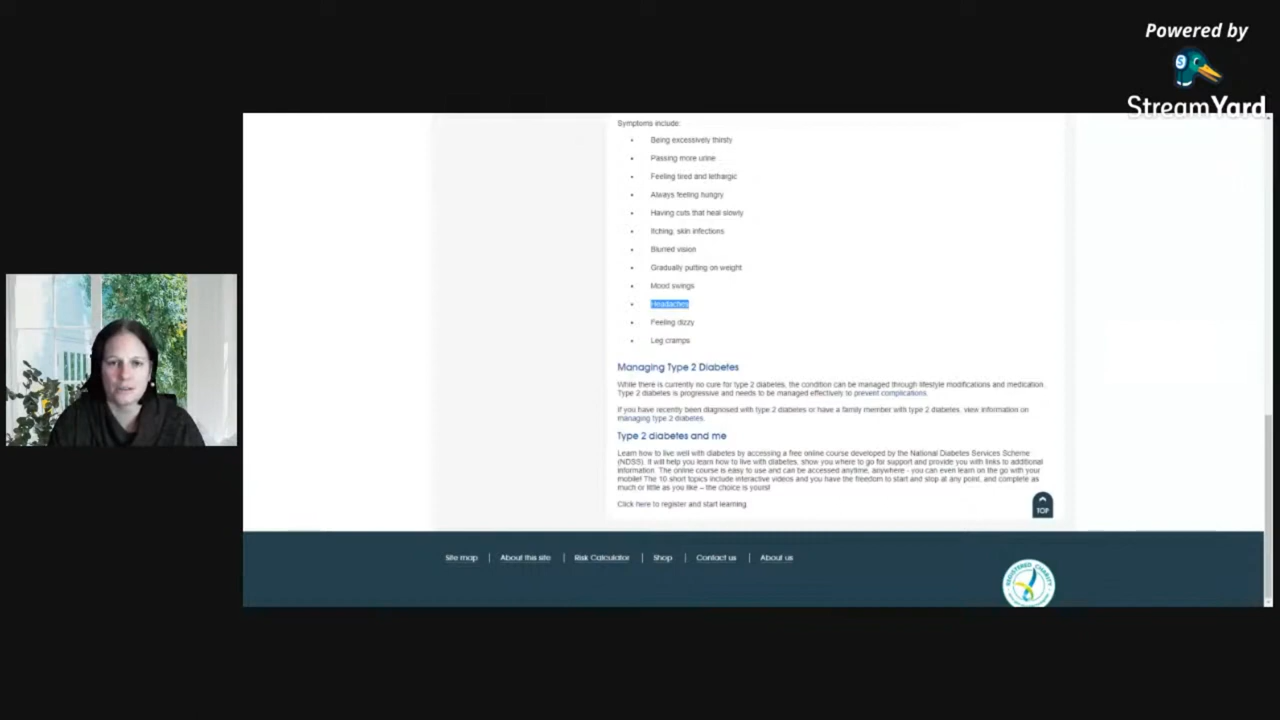 Powered by
StreamYard
Symptoms include:
• Being excessively thirsty
• Passing more urine
• Feeling tired and lethargic
• Always feeling hungry
• Having cuts that heal slowly
• Itching, skin infections
• Blurred vision
• Gradually putting on weight
• Mood swings
• Headaches
• Feeling dizzy
• Leg cramps
Managing Type 2 Diabetes
While there is currently no cure for type 2 diabetes, the condition can be managed through lifestyle modifications and medication.
Type 2 diabetes is progressive and needs to be managed effectively to prevent complications.
If you have recently been diagnosed with type 2 diabetes or have a family member with type 2 diabetes, view information on
managing type 2 diabetes.
Type 2 diabetes and me
Learn how to live well with diabetes by accessing a free online course developed by the National Diabetes Services Scheme
(NDSS). It will help you learn how to live with diabetes, show you where to go for support and provide you with links to additional
information. The online course is easy to use and can be accessed anytime, anywhere - you can even learn on the go with your
mobile! The 10 short topics include interactive videos and you have the freedom to start and stop at any point, and complete as
much or little as you like – the choice is yours!
Click here to register and start learning
TOP
Site map | About this site | Risk Calculator | Shop | Contact us | About us
REGISTERED CHARITY